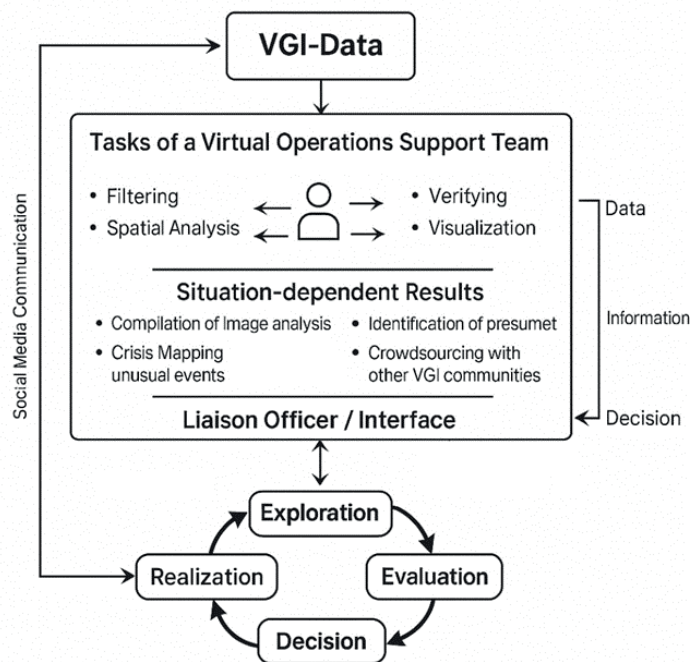 VGI-Data
Tasks of a Virtual Operations Support Team
• Filtering
• Spatial Analysis
• Verifying
• Visualization
Situation-dependent Results
• Compilation of Image analysis
• Crisis Mapping
unusual events
• Identification of presumet
• Crowdsourcing with
other VGI communities
Liaison Officer / Interface
Data
Information
Decision
Social Media Connmunication
Exploration
Evaluation
Decision
Realization